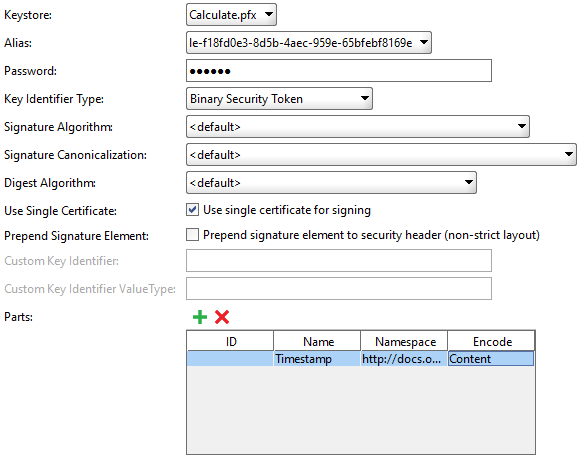 Keystore: Calculate.pfx
Alias: le-f18fd0e3-8d5b-4aec-959e-65bfebf8169e
Password: ●●●●●●
Key Identifier Type: Binary Security Token
Signature Algorithm: <default>
Signature Canonicalization: <default>
Digest Algorithm: <default>
Use Single Certificate: Use single certificate for signing
Prepend Signature Element: Prepend signature element to security header (non-strict layout)
Custom Key Identifier:
Custom Key Identifier ValueType:
Parts:
ID Name Namespace Encode
Timestamp http://docs.o... Content